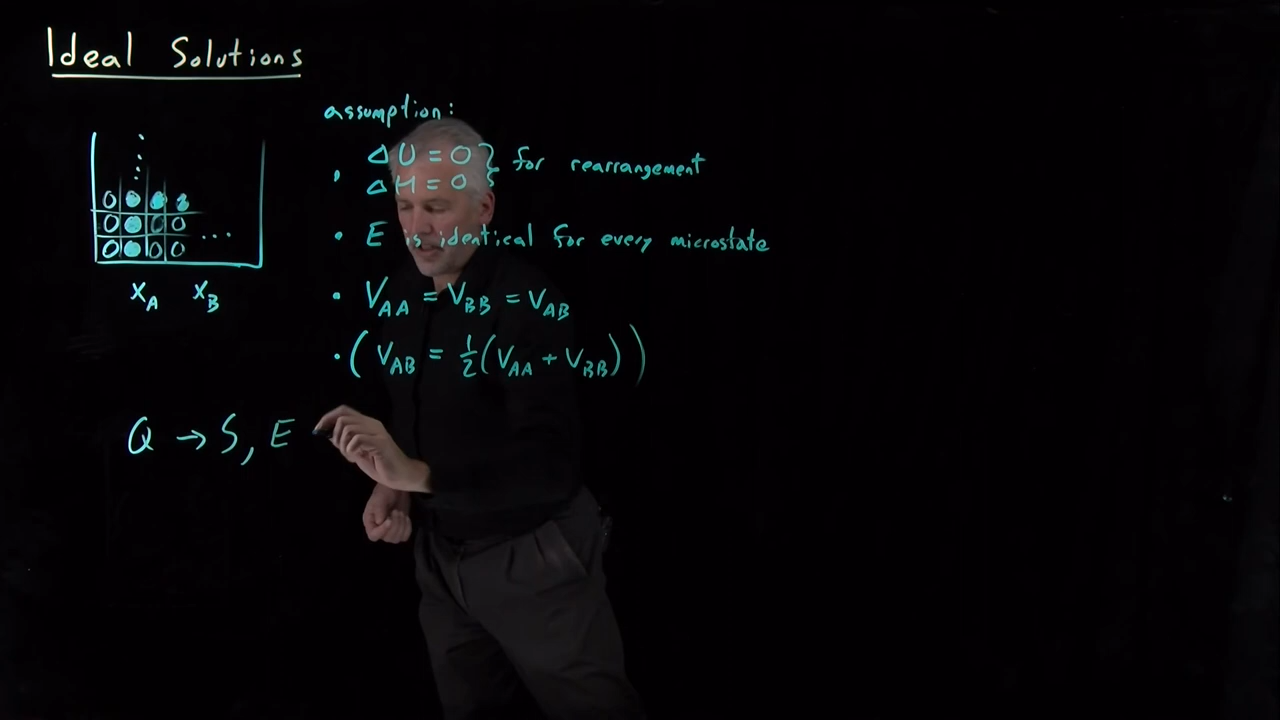 Ideal Solutions
assumption:
• ΔU = 0 } for rearrangement
ΔH = 0
• E is identical for every microstate
x_A x_B
• V_AA = V_BB = V_AB
• ( V_AB = ½(V_AA + V_BB) )
Q → S, E